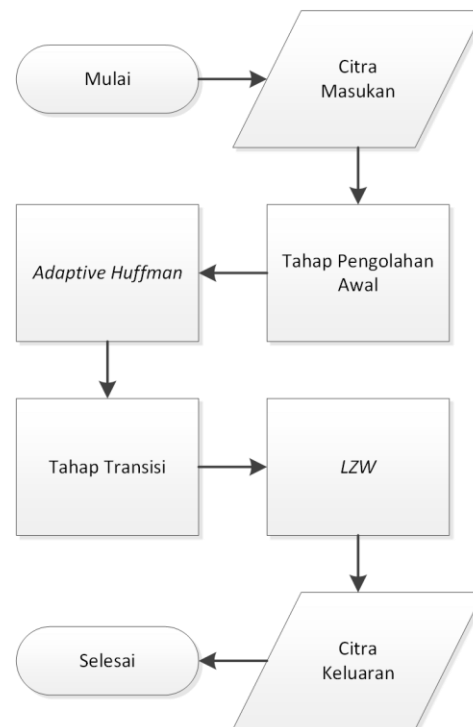 Mulai
Citra
Masukan
Tahap Pengolahan
Awal
Adaptive Huffman
Tahap Transisi
LZW
Citra
Keluaran
Selesai